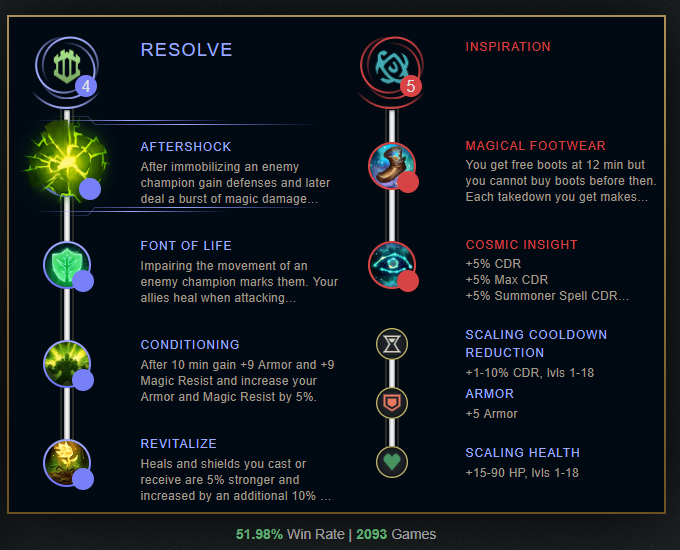 4
RESOLVE
AFTERSHOCK
After immobilizing an enemy
champion gain defenses and later
deal a burst of magic damage...
FONT OF LIFE
Impairing the movement of an
enemy champion marks them. Your
allies heal when attacking...
CONDITIONING
After 10 min gain +9 Armor and +9
Magic Resist and increase your
Armor and Magic Resist by 5%.
REVITALIZE
Heals and shields you cast or
receive are 5% stronger and
increased by an additional 10% ...
5
INSPIRATION
MAGICAL FOOTWEAR
You get free boots at 12 min but
you cannot buy boots before then.
Each takedown you get makes...
COSMIC INSIGHT
+5% CDR
+5% Max CDR
+5% Summoner Spell CDR...
SCALING COOLDOWN
REDUCTION
+1-10% CDR, lvls 1-18
ARMOR
+5 Armor
SCALING HEALTH
+15-90 HP, lvls 1-18
51.98% Win Rate | 2093 Games